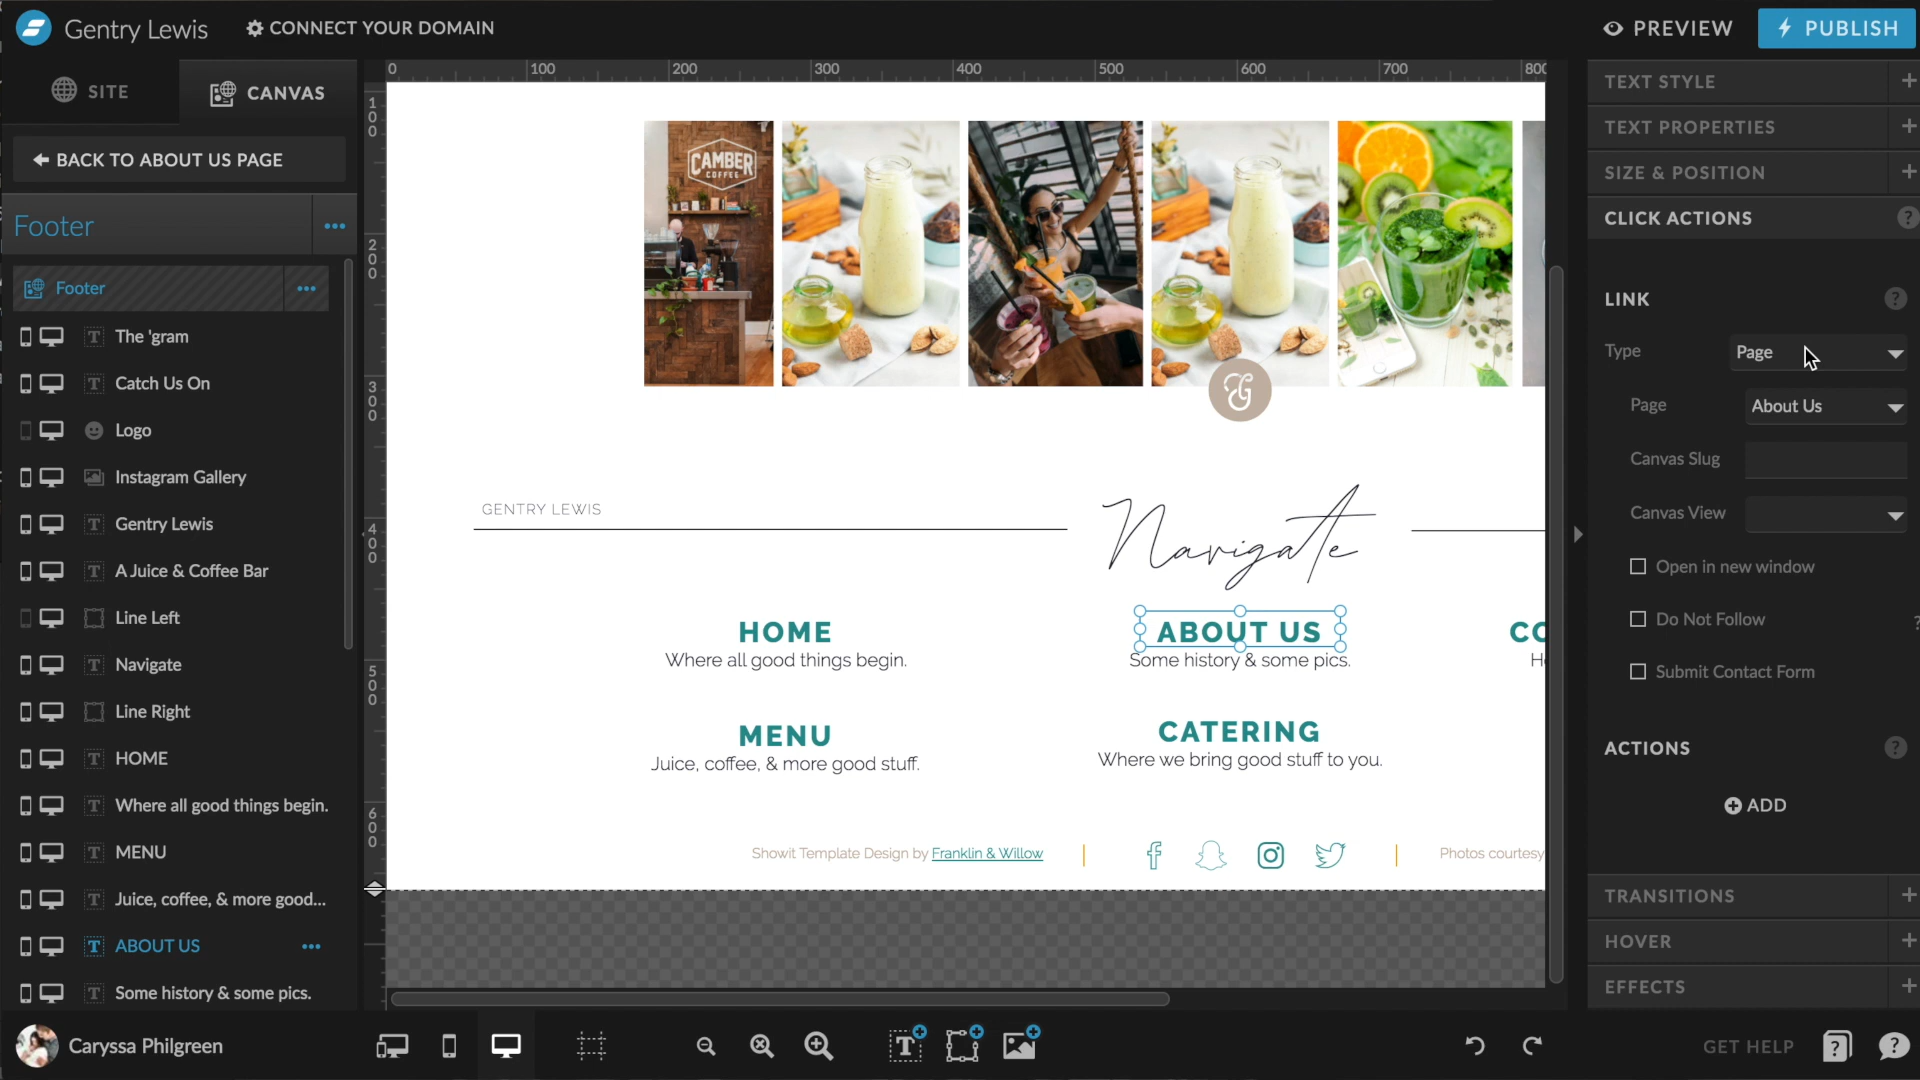 Gentry Lewis
CONNECT YOUR DOMAIN
PREVIEW
PUBLISH
SITE
CANVAS
BACK TO ABOUT US PAGE
Footer
Footer
The 'gram
Catch Us On
Logo
Instagram Gallery
Gentry Lewis
A Juice & Coffee Bar
Line Left
Navigate
Line Right
HOME
Where all good things begin.
MENU
Juice, coffee, & more good...
ABOUT US
Some history & some pics.
Caryssa Philgreen
0 100 200 300 400 500 600 700 800
100
200
300
400
500
600
CAMBER
COFFEE
GENTRY LEWIS
Navigate
HOME
Where all good things begin.
ABOUT US
Some history & some pics.
CO
MENU
Juice, coffee, & more good stuff.
CATERING
Where we bring good stuff to you.
Showit Template Design by Franklin & Willow
Photos courtesy
TEXT STYLE
TEXT PROPERTIES
SIZE & POSITION
CLICK ACTIONS
LINK
Type Page
Page About Us
Canvas Slug
Canvas View
Open in new window
Do Not Follow
Submit Contact Form
ACTIONS
ADD
TRANSITIONS
HOVER
EFFECTS
GET HELP